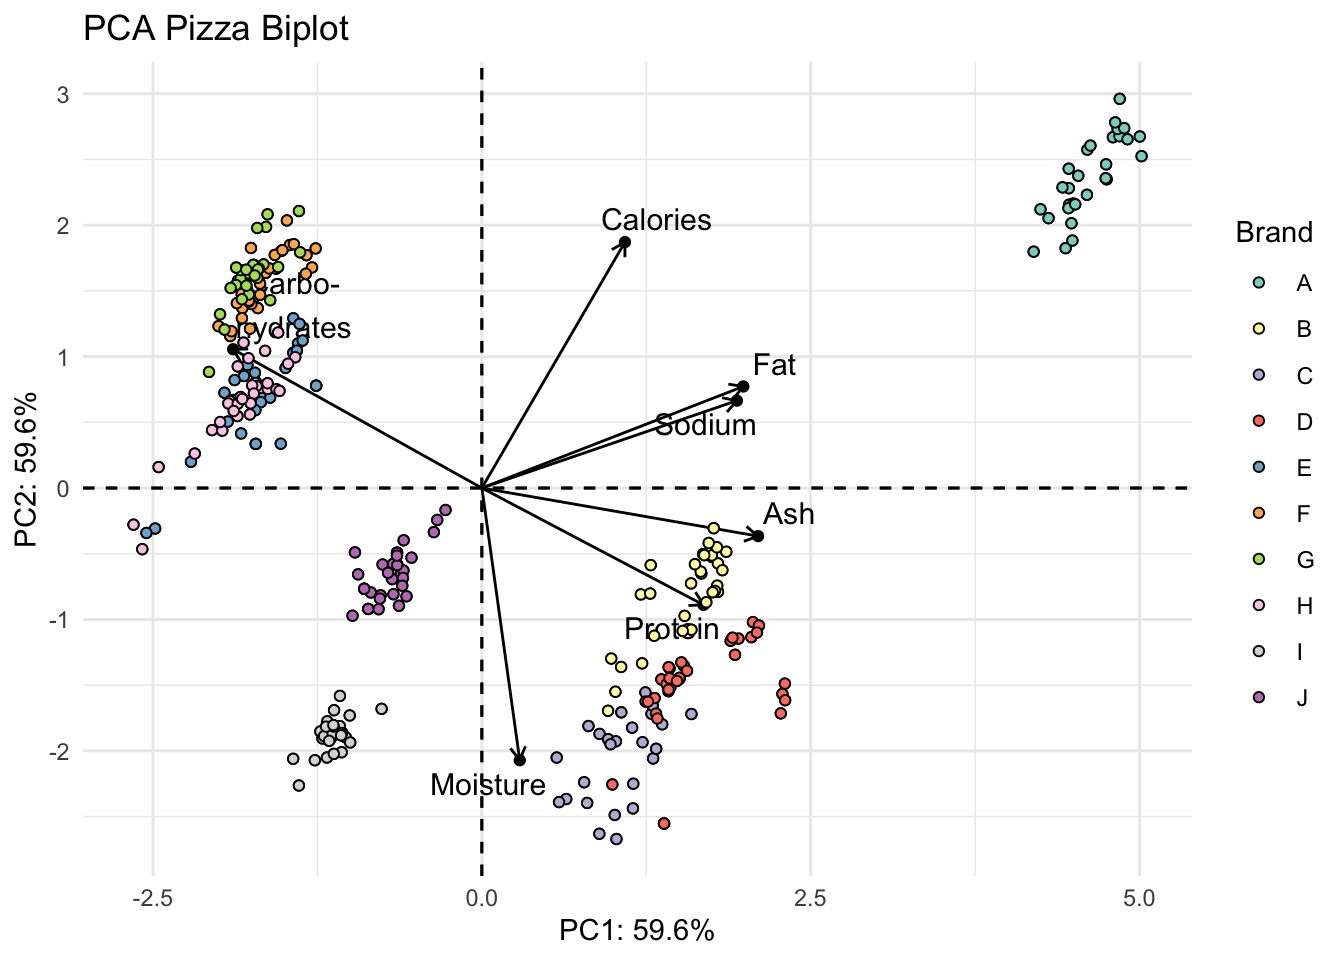 PCA Pizza Biplot
PC2: 59.6%
3
2
1
0
-1
-2
Calories
Carbo-
hydrates
Fat
Sodium
Ash
Protein
Moisture
-2.5
0.0
2.5
5.0
PC1: 59.6%
Brand
A
B
C
D
E
F
G
H
I
J